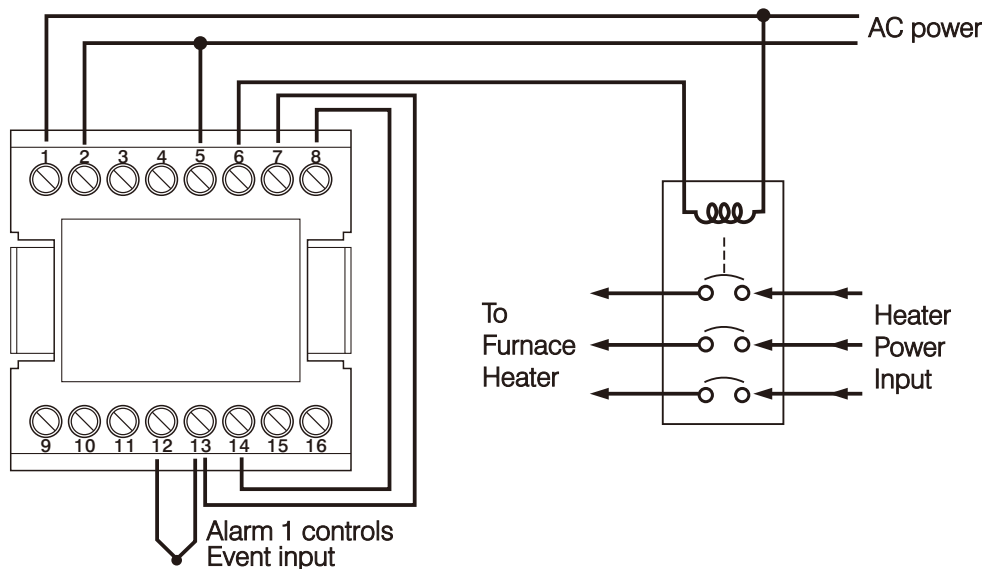 AC power
1 2 3 4 5 6 7 8
To
Furnace
Heater
Heater
Power
Input
9 10 11 12 13 14 15 16
Alarm 1 controls
Event input